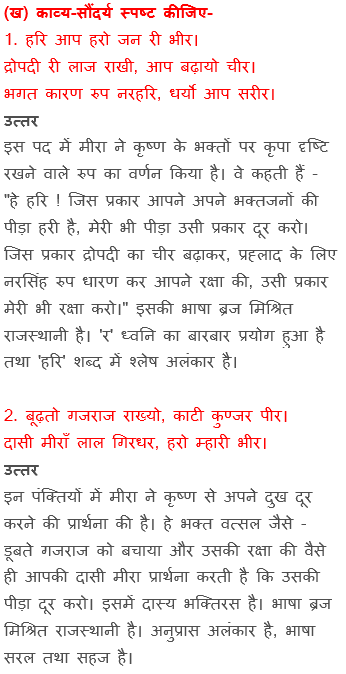 (ख) काव्य-सौंदर्य स्पष्ट कीजिए-
1. हरि आप हरो जन री भीर।
द्रोपदी री लाज राखी, आप बढ़ायो चीर।
भगत कारण रुप नरहरि, धर्यो आप सरीर।
उत्तर
इस पद में मीरा ने कृष्ण के भक्तों पर कृपा दृष्टि
रखने वाले रुप का वर्णन किया है। वे कहती हैं -
"हे हरि ! जिस प्रकार आपने अपने भक्तजनों की
पीड़ा हरी है, मेरी भी पीड़ा उसी प्रकार दूर करो।
जिस प्रकार द्रोपदी का चीर बढ़ाकर, प्रह्लाद के लिए
नरसिंह रुप धारण कर आपने रक्षा की, उसी प्रकार
मेरी भी रक्षा करो।" इसकी भाषा ब्रज मिश्रित
राजस्थानी है। 'र' ध्वनि का बारबार प्रयोग हुआ है
तथा 'हरि' शब्द में श्लेष अलंकार है।
2. बूढ़तो गजराज राख्यो, काटी कुण्जर पीर।
दासी मीराँ लाल गिरधर, हरो म्हारी भीर।
उत्तर
इन पंक्तियों में मीरा ने कृष्ण से अपने दुख दूर
करने की प्रार्थना की है। हे भक्त वत्सल जैसे -
डूबते गजराज को बचाया और उसकी रक्षा की वैसे
ही आपकी दासी मीरा प्रार्थना करती है कि उसकी
पीड़ा दूर करो। इसमें दास्य भक्तिरस है। भाषा ब्रज
मिश्रित राजस्थानी है। अनुप्रास अलंकार है, भाषा
सरल तथा सहज है।